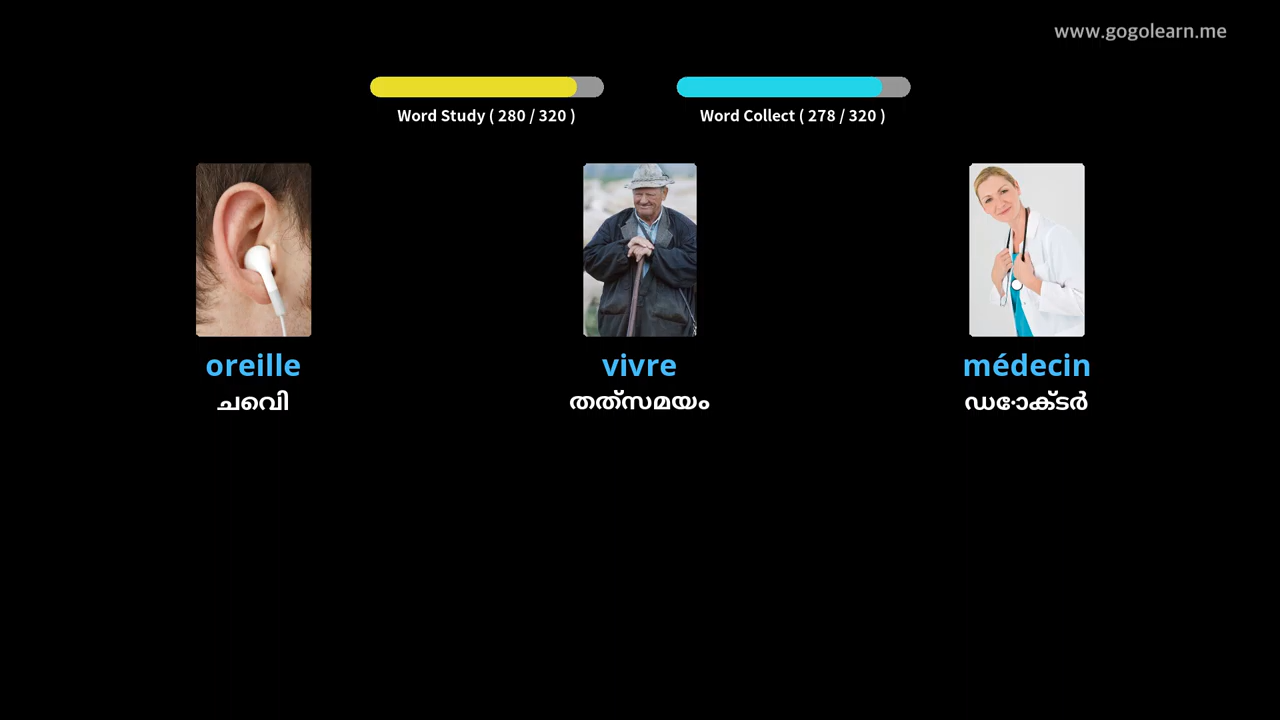 www.gogolearn.me
Word Study ( 280 / 320 )
Word Collect ( 278 / 320 )
oreille
vivre
médecin
ചെവി
തത്സമയം
ഡോക്ടർ